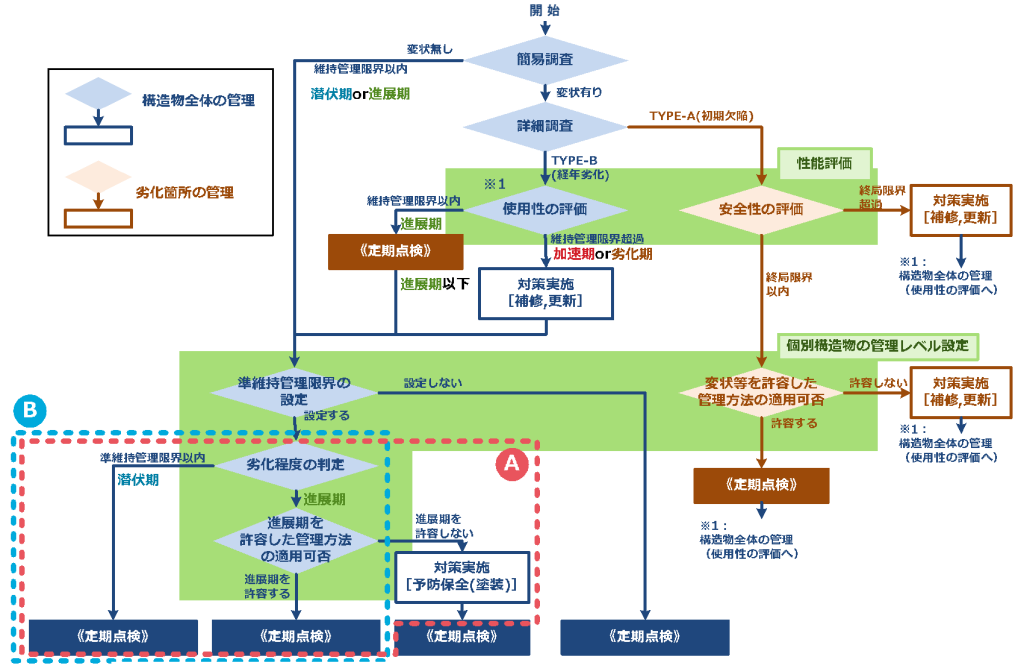 開 始
簡易調査
変状無し
維持管理限界以内
潜伏期or進展期
変状有り
詳細調査
TYPE-A(初期欠陥)
TYPE-B
(経年劣化)
構造物全体の管理
劣化箇所の管理
性能評価
※1
使用性の評価
維持管理限界以内
進展期
《定期点検》
進展期以下
維持管理限界超過
加速期or劣化期
対策実施
[補修,更新]
安全性の評価
終局限界
超過
対策実施
[補修,更新]
※1：
構造物全体の管理
（使用性の評価へ）
終局限界
以内
個別構造物の管理レベル設定
準維持管理限界の
設定
設定しない
設定する
変状等を許容した
管理方法の適用可否
許容しない
対策実施
[補修,更新]
※1：
構造物全体の管理
（使用性の評価へ）
許容する
《定期点検》
※1：
構造物全体の管理
（使用性の評価へ）
B
A
準維持管理限界以内
潜伏期
劣化程度の判定
進展期
進展期を
許容した管理方法
の適用可否
進展期を
許容しない
対策実施
[予防保全(塗装)]
進展期を
許容する
《定期点検》
《定期点検》
《定期点検》
《定期点検》